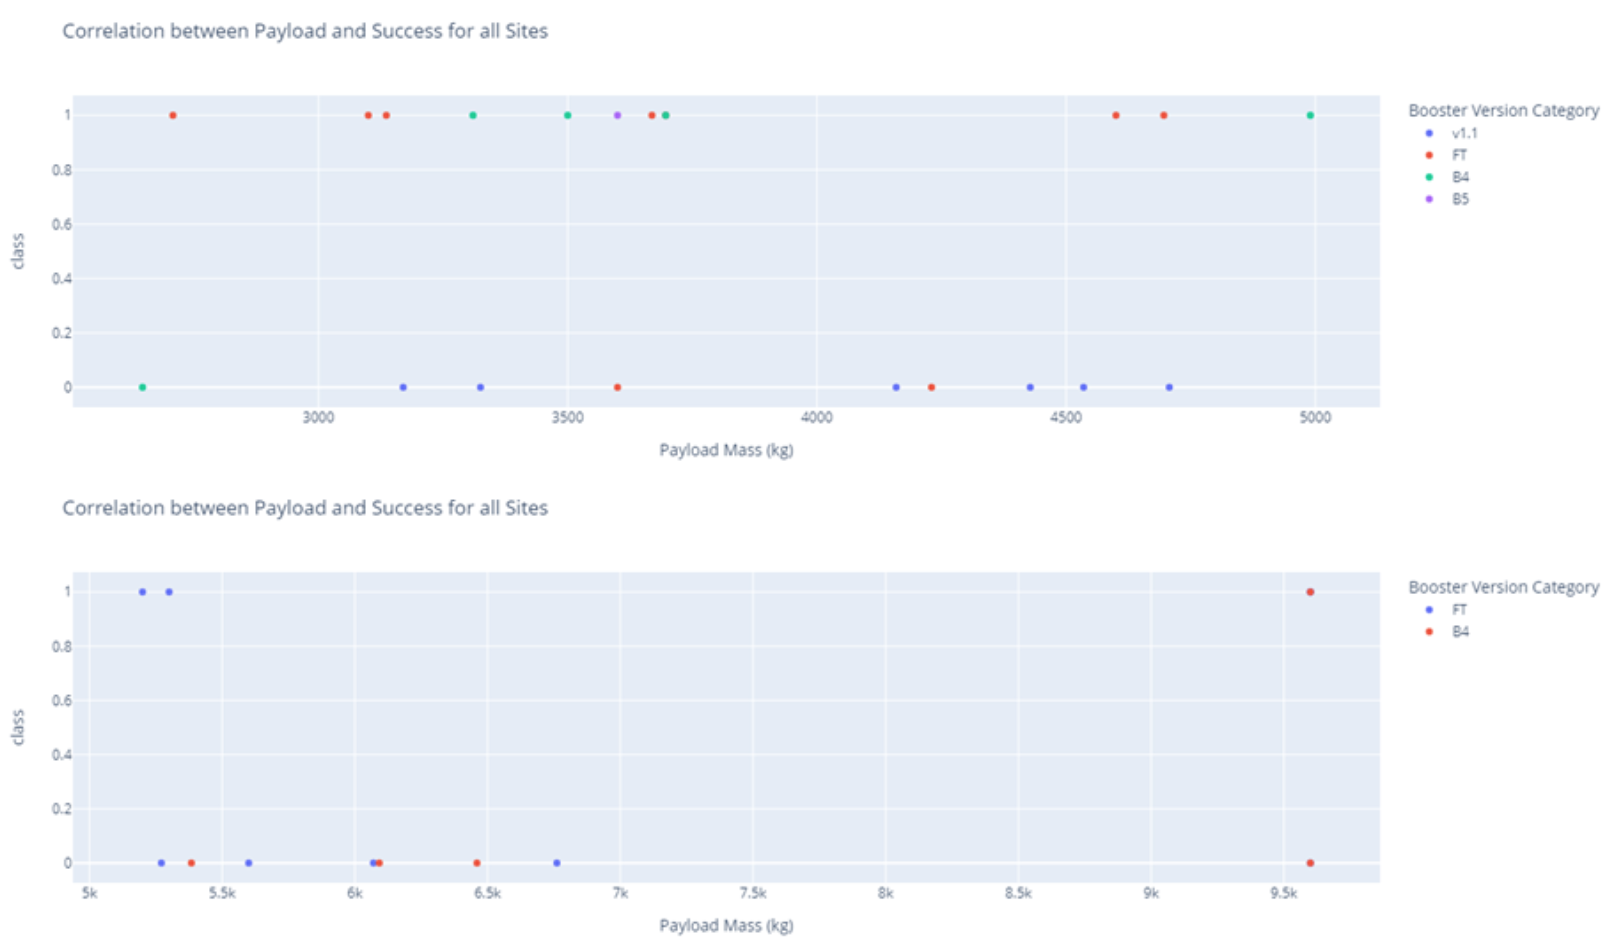 Correlation between Payload and Success for all Sites
Booster Version Category
v1.1
FT
B4
B5
1
0.8
0.6
0.4
0.2
0
class
3000 3500 4000 4500 5000
Payload Mass (kg)
Correlation between Payload and Success for all Sites
Booster Version Category
FT
B4
1
0.8
0.6
0.4
0.2
0
class
5k 5.5k 6k 6.5k 7k 7.5k 8k 8.5k 9k 9.5k
Payload Mass (kg)